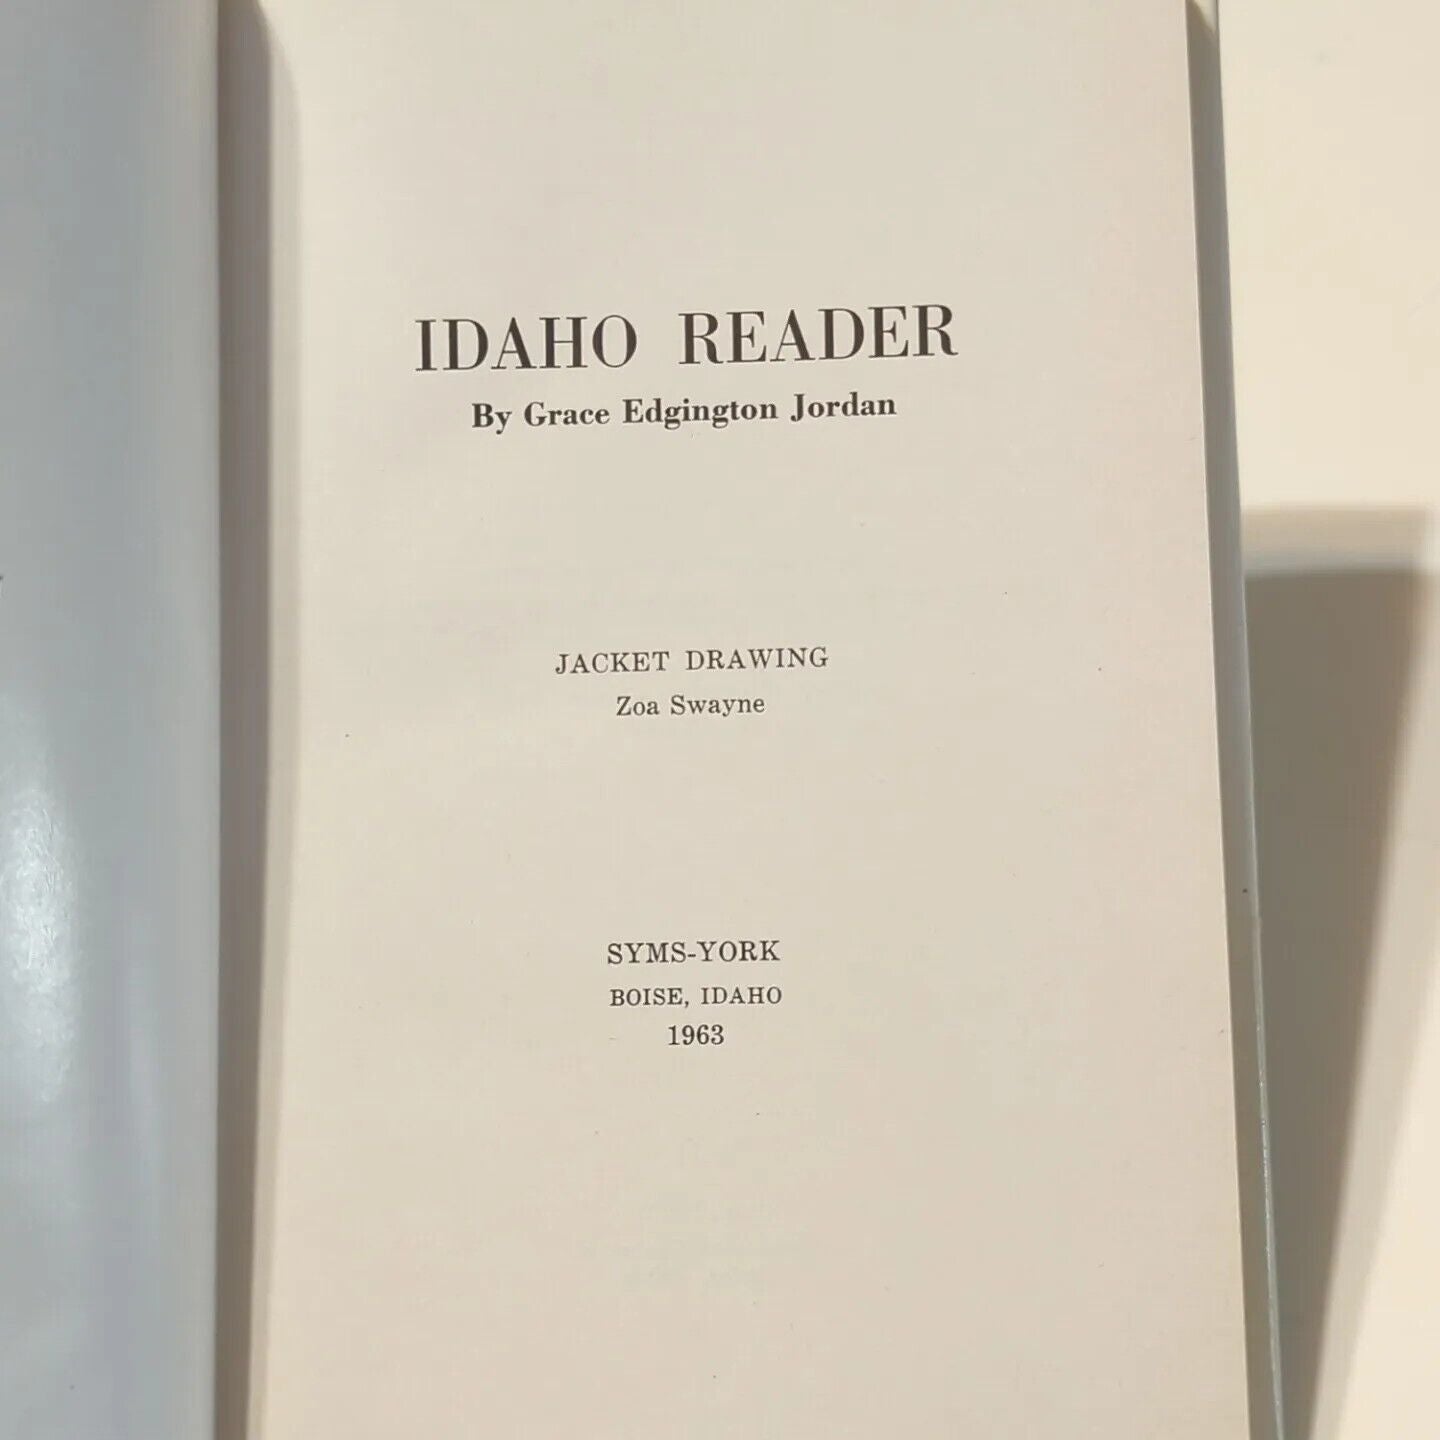 IDAHO READER
By Grace Edgington Jordan
JACKET DRAWING
Zoa Swayne
SYMS-YORK
BOISE, IDAHO
1963